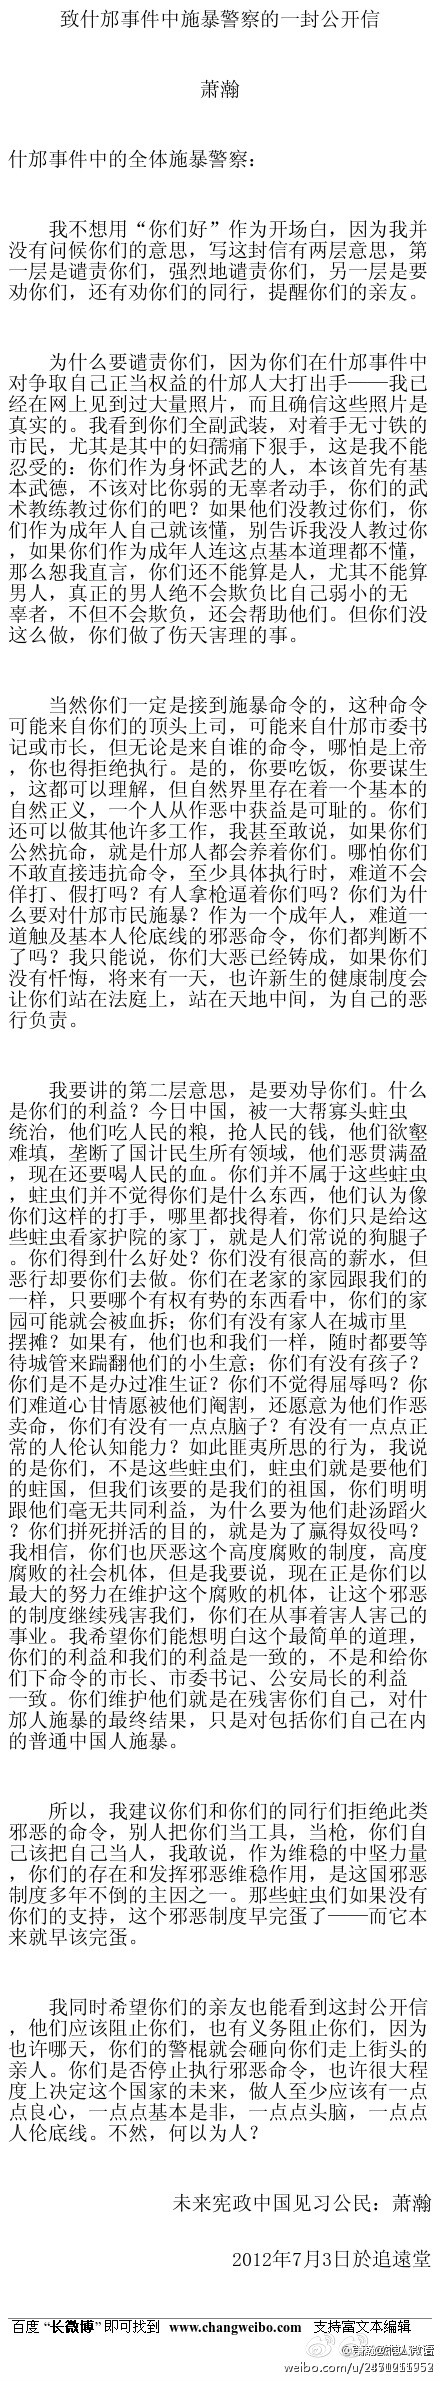 致什邡事件中施暴警察的一封公开信
萧瀚
什邡事件中的全体施暴警察：
我不想用“你们好”作为开场白，因为我并
没有问候你们的意思，写这封信有两层意思，第
一层是谴责你们，强烈地谴责你们，另一层是要
劝你们，还有劝你们的同行，提醒你们的亲友。
为什么要谴责你们，因为你们在什邡事件中
对争取自己正当权益的什邡人大打出手——我已
经在网上见到过大量照片，而且确信这些照片是
真实的。我看到你们全副武装，对着手无寸铁的
市民，尤其是其中的妇孺痛下狠手，这是我不能
忍受的：你们作为身怀武艺的人，本该首先有基
本武德，不该对比你弱的无辜者动手，你们的武
术教练教过你们的吧？如果他们没教过你们，你
们作为成年人自己就该懂，别告诉我没人教过你
，如果你们作为成年人连这点基本道理都不懂，
那么恕我直言，你们还不能算是人，尤其不能算
男人，真正的男人绝不会欺负比自己弱小的无
辜者，不但不会欺负，还会帮助他们。但你们没
这么做，你们做了伤天害理的事。
当然你们一定是接到施暴命令的，这种命令
可能来自你们的顶头上司，可能来自什邡市委书
记或市长，但无论是来自谁的命令，哪怕是上帝
，你也得拒绝执行。是的，你要吃饭，你要谋生
，这都可以理解，但自然界里存在着一个基本的
自然正义，一个人从作恶中获益是可耻的。你们
还可以做其他许多工作，我甚至敢说，如果你们
公然抗命，就是什邡人都会养着你们。哪怕你们
不敢直接违抗命令，至少具体执行时，难道不会
佯打、假打吗？有人拿枪逼着你们吗？你们为什
么要对什邡市民施暴？作为一个成年人，难道一
道触及基本人伦底线的邪恶命令，你们都判断不
了吗？我只能说，你们大恶已经铸成，如果你们
没有忏悔，将来有一天，也许新生的健康制度会
让你们站在法庭上，站在天地中间，为自己的恶
行负责。
我要讲的第二层意思，是要劝导你们。什么
是你们的利益？今日中国，被一大帮寡头蛀虫
统治，他们吃人民的粮，抢人民的钱，他们欲壑
难填，垄断了国计民生所有领域，他们恶贯满盈
，现在还要喝人民的血。你们并不属于这些蛀虫
，蛀虫们并不觉得你们是什么东西，他们认为像
你们这样的打手，哪里都找得着，你们只是给这
些蛀虫看家护院的家丁，就是人们常说的狗腿子
。你们得到什么好处？你们没有很高的薪水，但
恶行却要你们去做。你们在老家的家园跟我们的
一样，只要哪个有权有势的东西看中，你们的家
园可能就会被血拆；你们有没有家人在城市里
摆摊？如果有，他们也和我们一样，随时都要等
待城管来踹翻他们的小生意；你们有没有孩子？
你们是不是办过准生证？你们不觉得屈辱吗？你
们难道心甘情愿被他们阉割，还愿意为他们作恶
卖命，你们有没有一点点脑子？有没有一点点正
常的人伦认知能力？如此匪夷所思的行为，我说
的是你们，不是这些蛀虫们，蛀虫们就是要他们
的蛀国，但我们该要的是我们的祖国，你们明明
跟他们毫无共同利益，为什么要为他们赴汤蹈火
？你们拼死拼活的目的，就是为了赢得奴役吗？
我相信，你们也厌恶这个高度腐败的制度，高度
腐败的社会机体，但是我要说，现在正是你们以
最大的努力在维护这个腐败的机体，让这个邪恶
的制度继续残害我们，你们在从事着害人害己的
事业。我希望你们能想明白这个最简单的道理，
你们的利益和我们的利益是一致的，不是和给你
们下命令的市长、市委书记、公安局长的利益
一致。你们维护他们就是在残害你们自己，对什
邡人施暴的最终结果，只是对包括你们自己在内
的普通中国人施暴。
所以，我建议你们和你们的同行们拒绝此类
邪恶的命令，别人把你们当工具，当枪，你们自
己该把自己当人，我敢说，作为维稳的中坚力量
，你们的存在和发挥邪恶维稳作用，是这国邪恶
制度多年不倒的主因之一。那些蛀虫们如果没有
你们的支持，这个邪恶制度早完蛋了——而它本
来就早该完蛋。
我同时希望你们的亲友也能看到这封公开信
，他们应该阻止你们，也有义务阻止你们，因为
也许哪天，你们的警棍就会砸向你们走上街头的
亲人。你们是否停止执行邪恶命令，也许很大程
度上决定这个国家的未来，做人至少应该有一点
点良心，一点点基本是非，一点点头脑，一点点
人伦底线。不然，何以为人？
未来宪政中国见习公民：萧瀚
2012年7月3日於追遠堂
百度 “长微博” 即可找到 www.changweibo.com 支持富文本编辑
weibo.com/u/